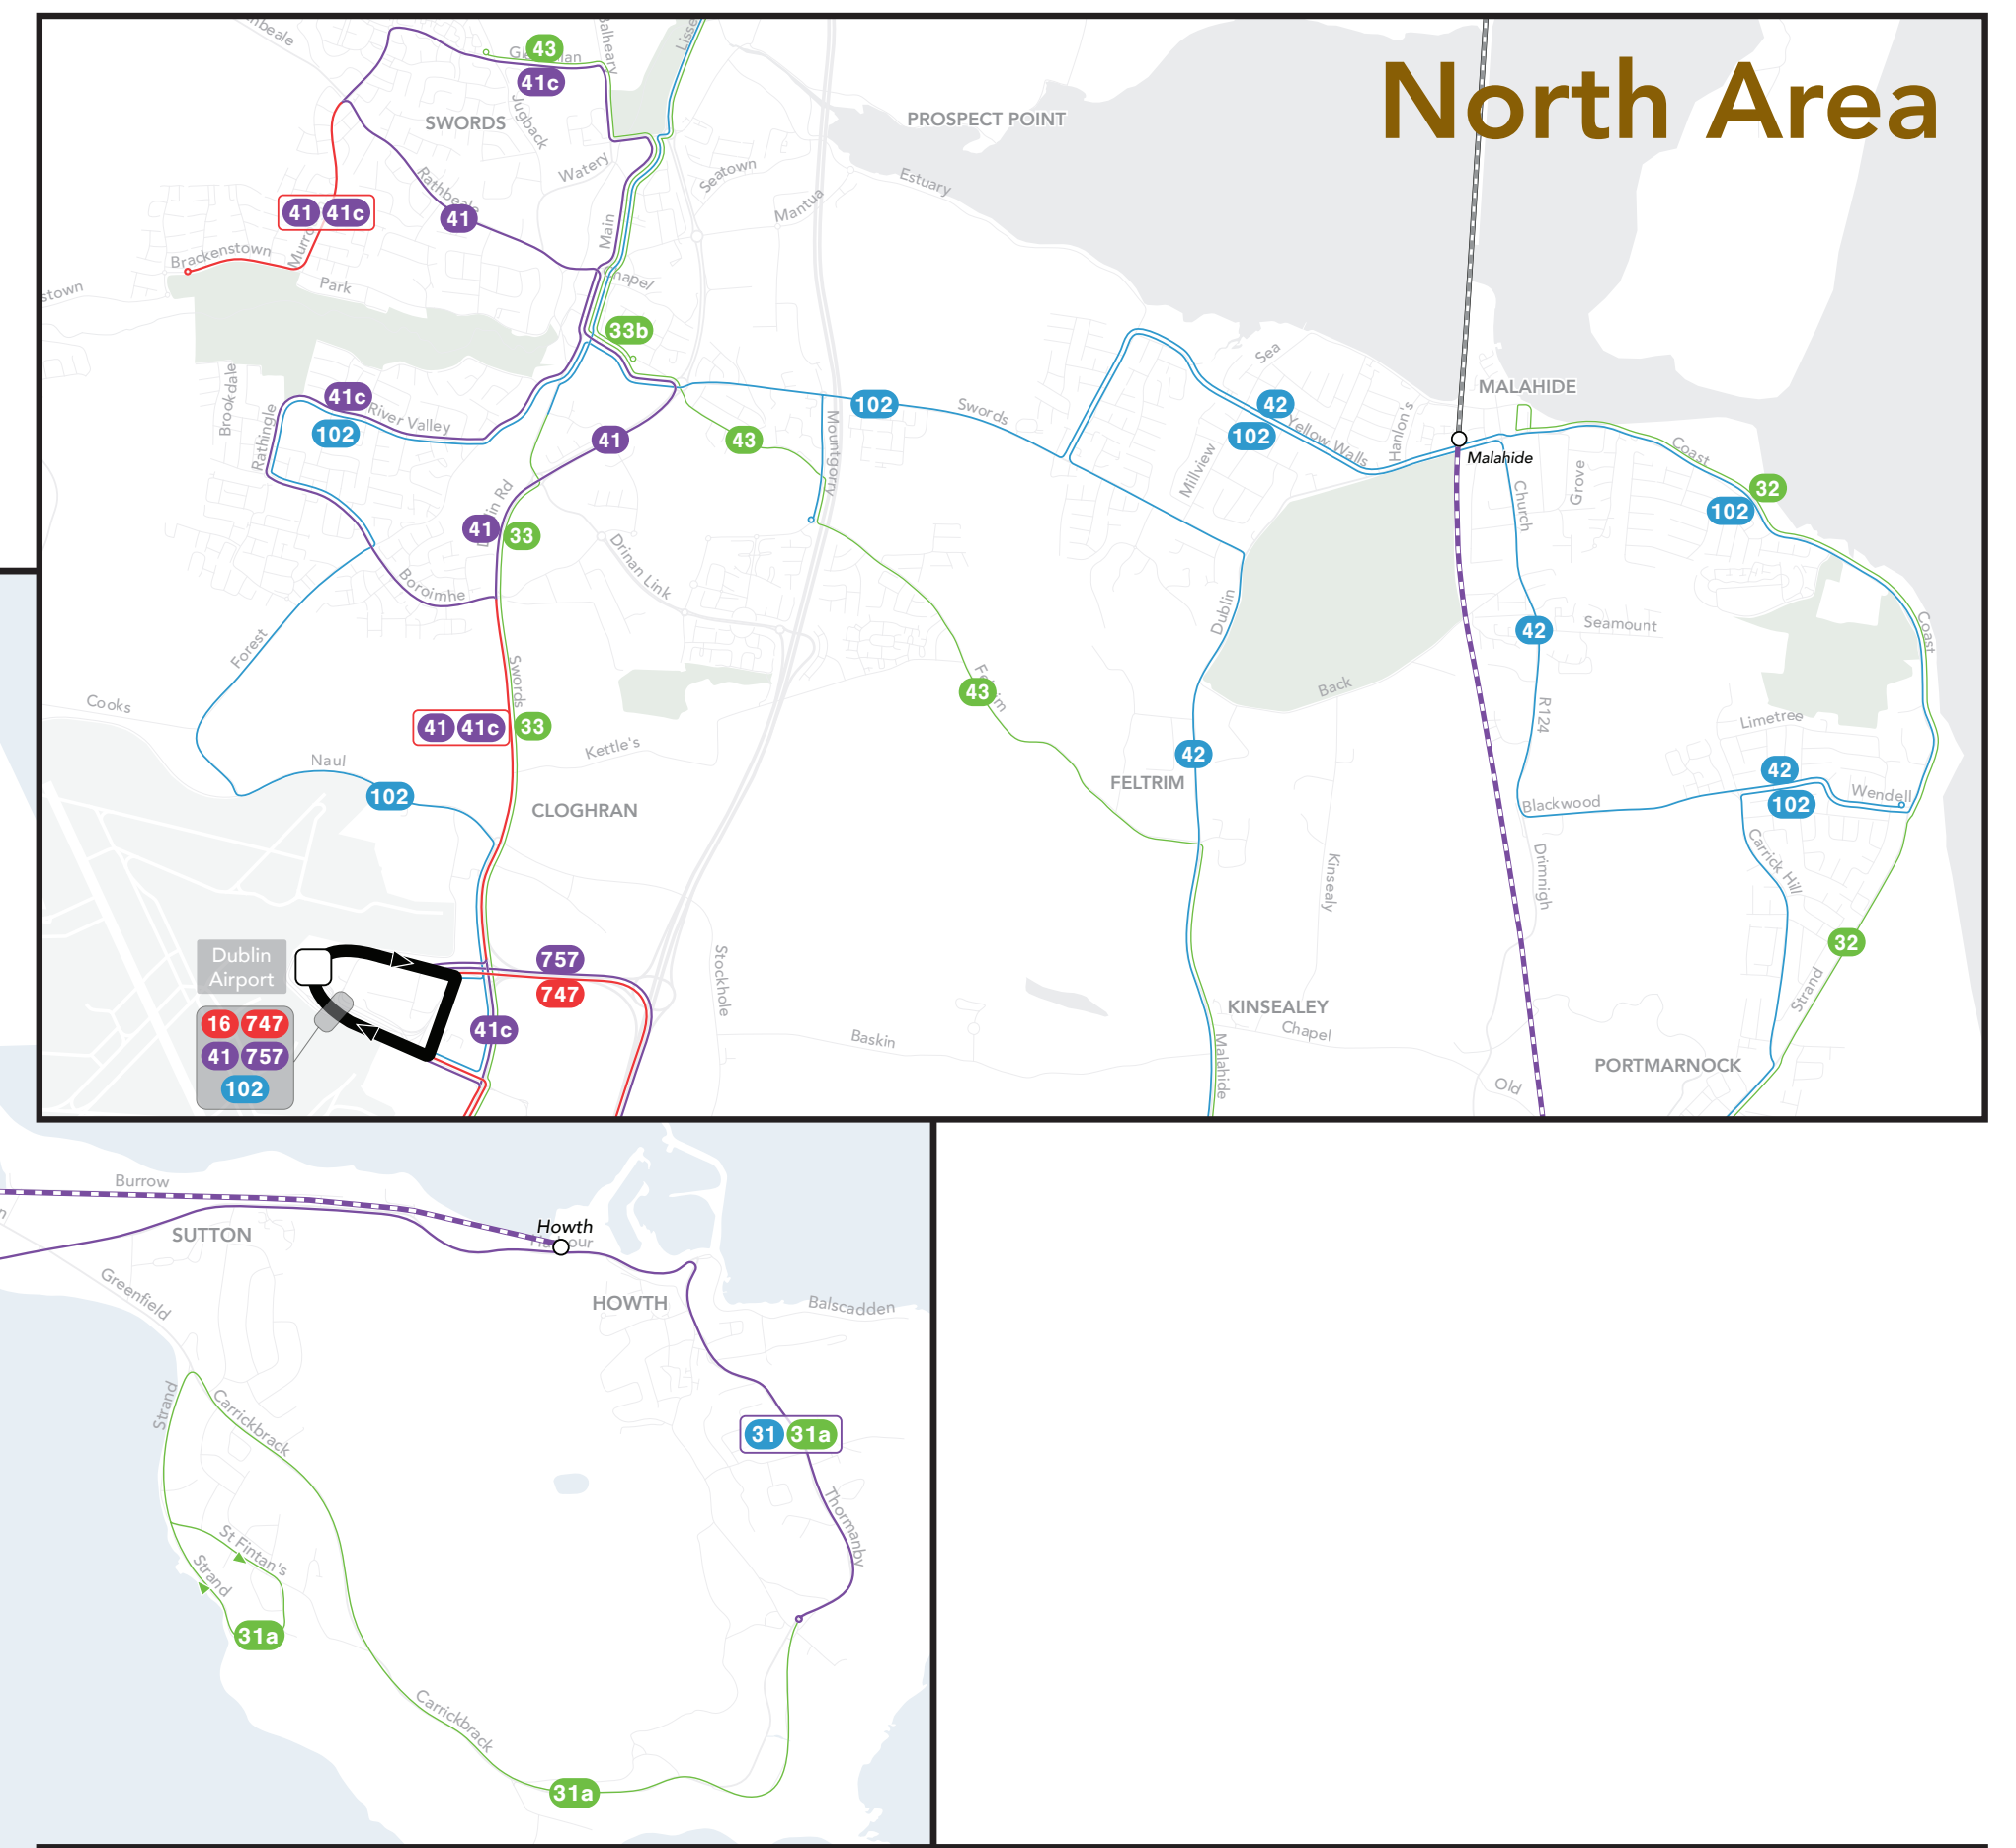 North Area
43
41c
Balheary
Jugback
SWORDS
PROSPECT POINT
Watery
Seatown
Estuary
Mantua
Rathbeale
41 41c
41
Main
Brackenstown
Park
Chapel
33b
Brookdale
Rathingle
41c
River Valley
102
41
43
102
Mountgorry
Swords
Sea
MALAHIDE
42
102
Yellow Walls
Hanlon's
Millview
Malahide
Church
Grove
Coast
32
102
41
33
Drinan Link
Boroimhe
Forest
Dublin
42
Seamount
Coast
Swords
Cooks
41 41c
33
Kettle's
43
Back
R124
Limetree
Naul
102
CLOGHRAN
42
FELTRIM
Blackwood
42
102
Wendell
Carrick Hill
Drimnigh
Kinsealy
Dublin
Airport
757
747
Stockhole
32
Strand
16 747
41 757
102
41c
Baskin
KINSEALEY
Chapel
Malahide
Old
PORTMARNOCK
Burrow
SUTTON
Howth
Greenfield
HOWTH
Balscadden
Strand
Carrickbrack
31 31a
Thormanby
St Fintan's
Strand
31a
Carrickbrack
31a